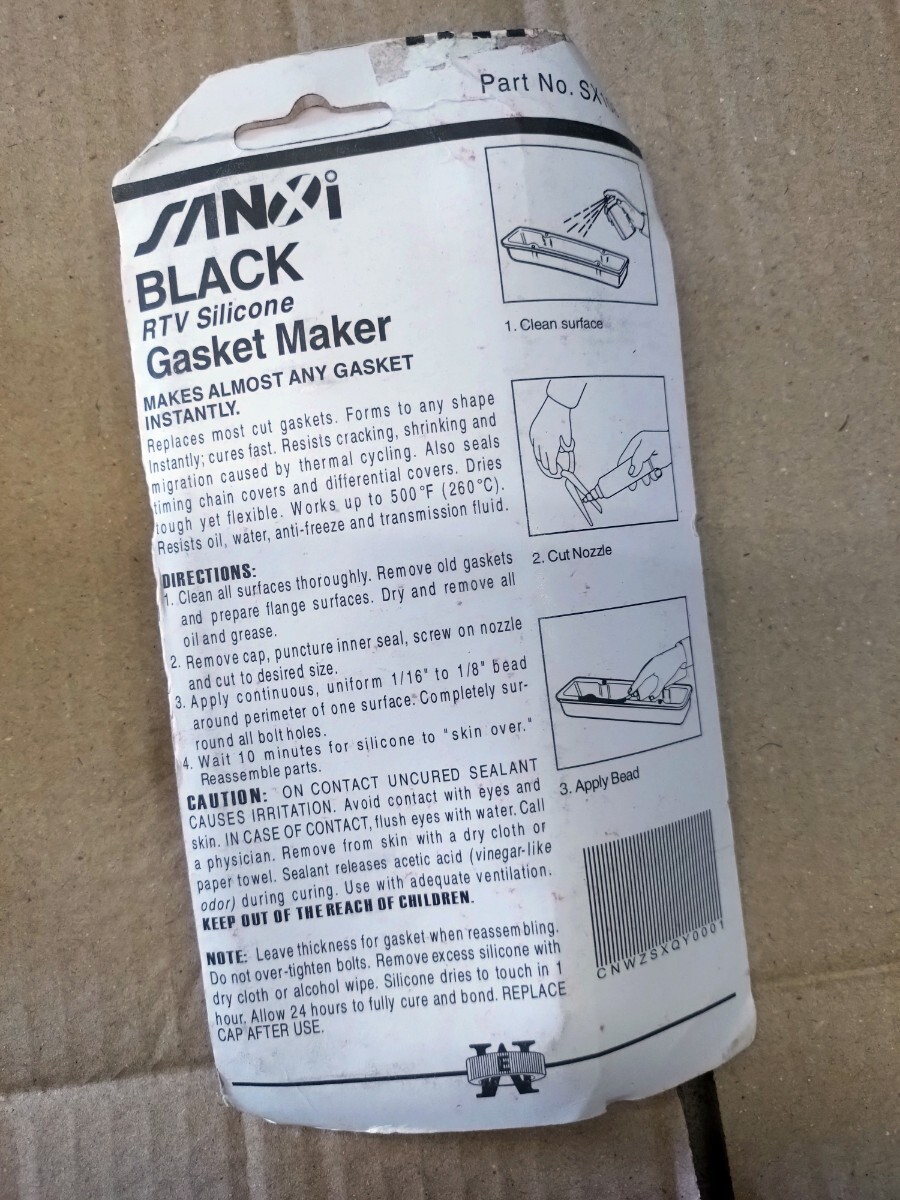 Part No.
SANXi
BLACK
RTV Silicone
Gasket Maker
MAKES ALMOST ANY GASKET
INSTANTLY.
Replaces most cut gaskets. Forms to any shape
Instantly; cures fast. Resists cracking, shrinking and
migration caused by thermal cycling. Also seals
timing chain covers and differential covers. Dries
tough yet flexible. Works up to 500°F (260°C).
Resists oil, water, anti-freeze and transmission fluid.
DIRECTIONS:
1. Clean all surfaces thoroughly. Remove old gaskets
and prepare flange surfaces. Dry and remove all
oil and grease.
2. Remove cap, puncture inner seal, screw on nozzle
and cut to desired size.
3. Apply continuous, uniform 1/16" to 1/8" bead
around perimeter of one surface. Completely sur-
round all bolt holes.
4. Wait 10 minutes for silicone to "skin over."
Reassemble parts.
CAUTION: ON CONTACT UNCURED SEALANT
CAUSES IRRITATION. Avoid contact with eyes and
skin. IN CASE OF CONTACT, flush eyes with water. Call
a physician. Remove from skin with a dry cloth or
paper towel. Sealant releases acetic acid (vinegar-like
odor) during curing. Use with adequate ventilation.
KEEP OUT OF THE REACH OF CHILDREN.
NOTE: Leave thickness for gasket when reassembling.
Do not over-tighten bolts. Remove excess silicone with
dry cloth or alcohol wipe. Silicone dries to touch in 1
hour. Allow 24 hours to fully cure and bond. REPLACE
CAP AFTER USE.
1. Clean surface
2. Cut Nozzle
3. Apply Bead
CNWZSXQY0001
W
E